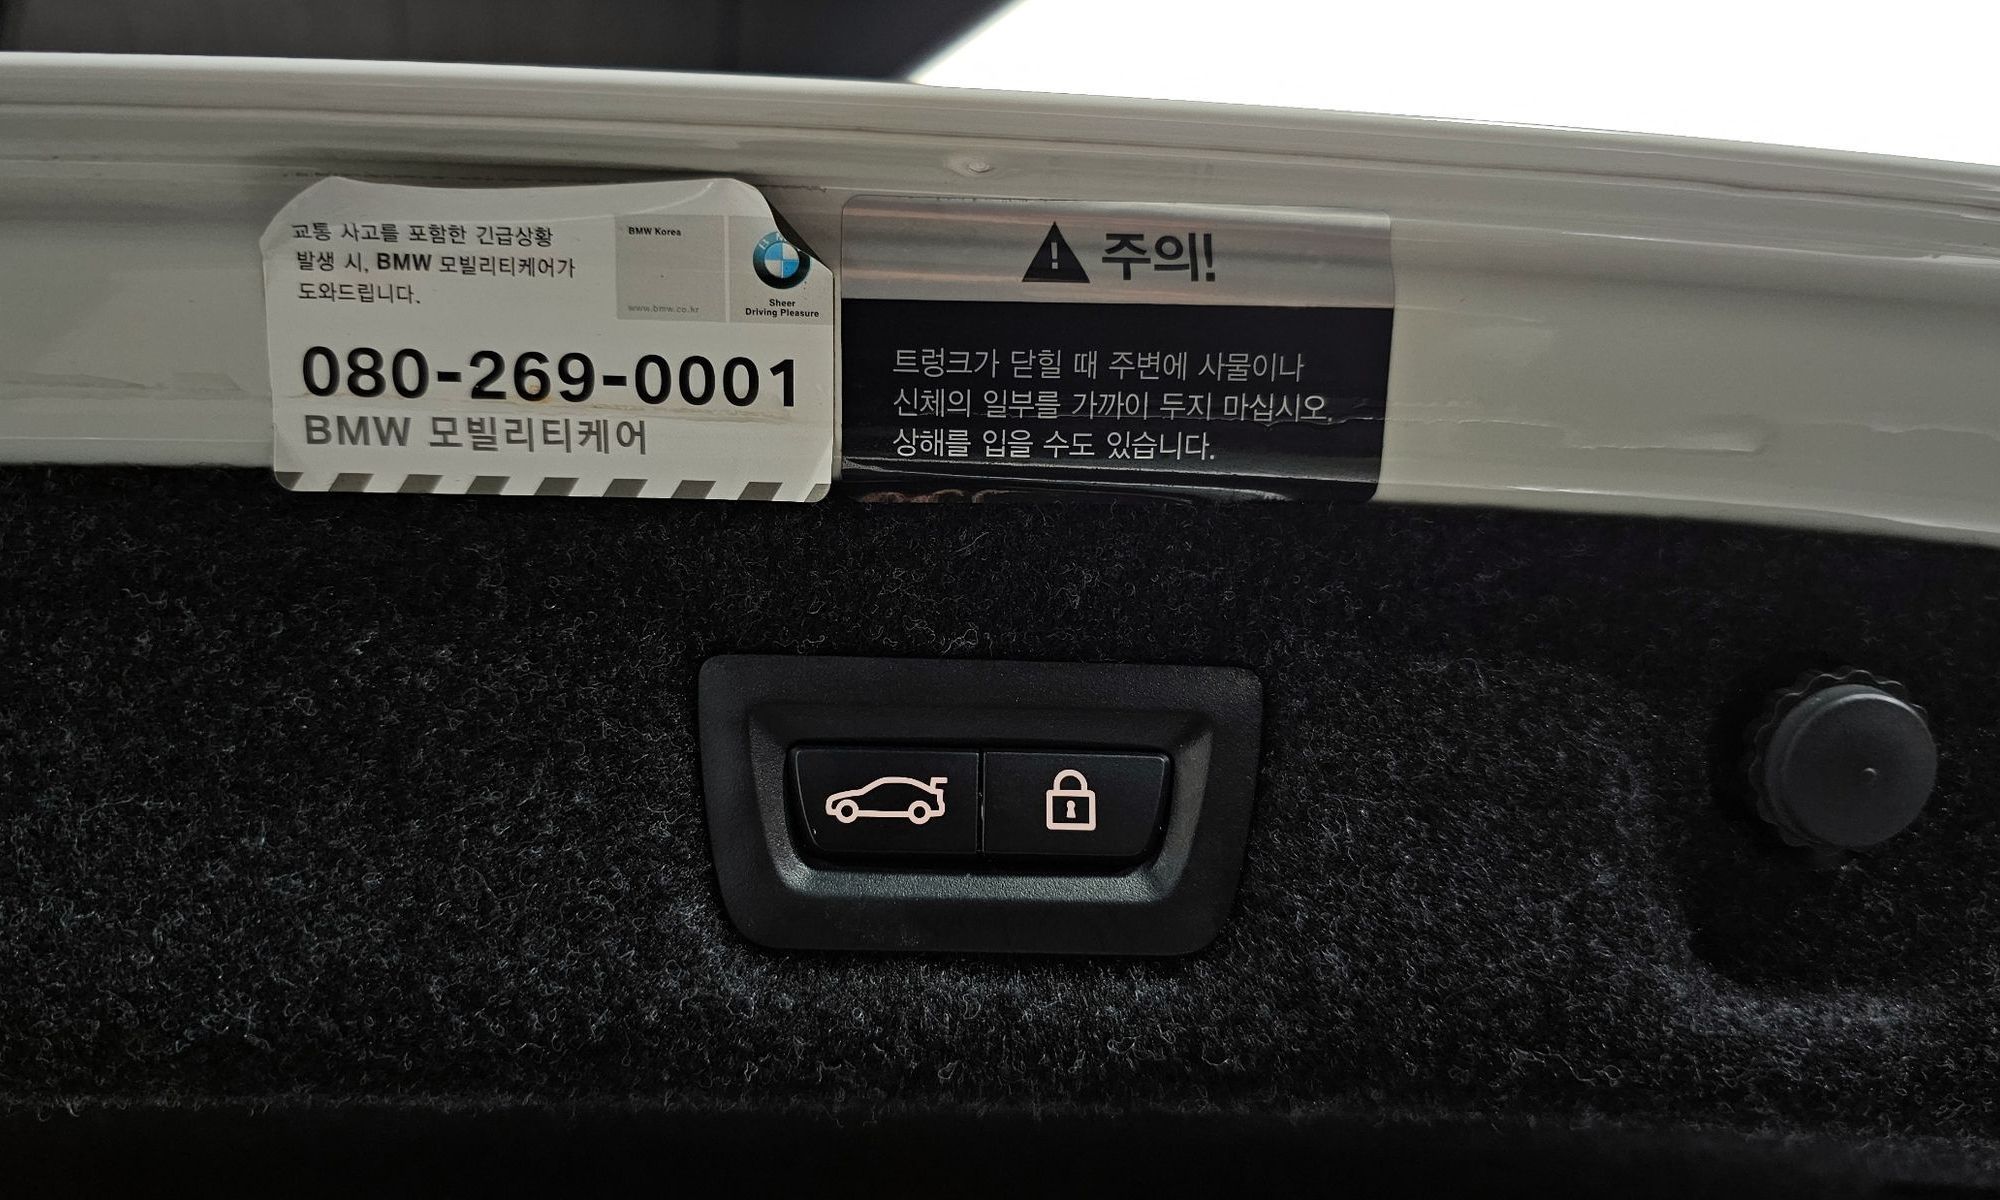 교통 사고를 포함한 긴급상황
발생 시, BMW 모빌리티케어가
도와드립니다.
BMW Korea
www.bmw.co.kr
Sheer
Driving Pleasure
080-269-0001
BMW 모빌리티케어
주의!
트렁크가 닫힐 때 주변에 사물이나
신체의 일부를 가까이 두지 마십시오.
상해를 입을 수도 있습니다.